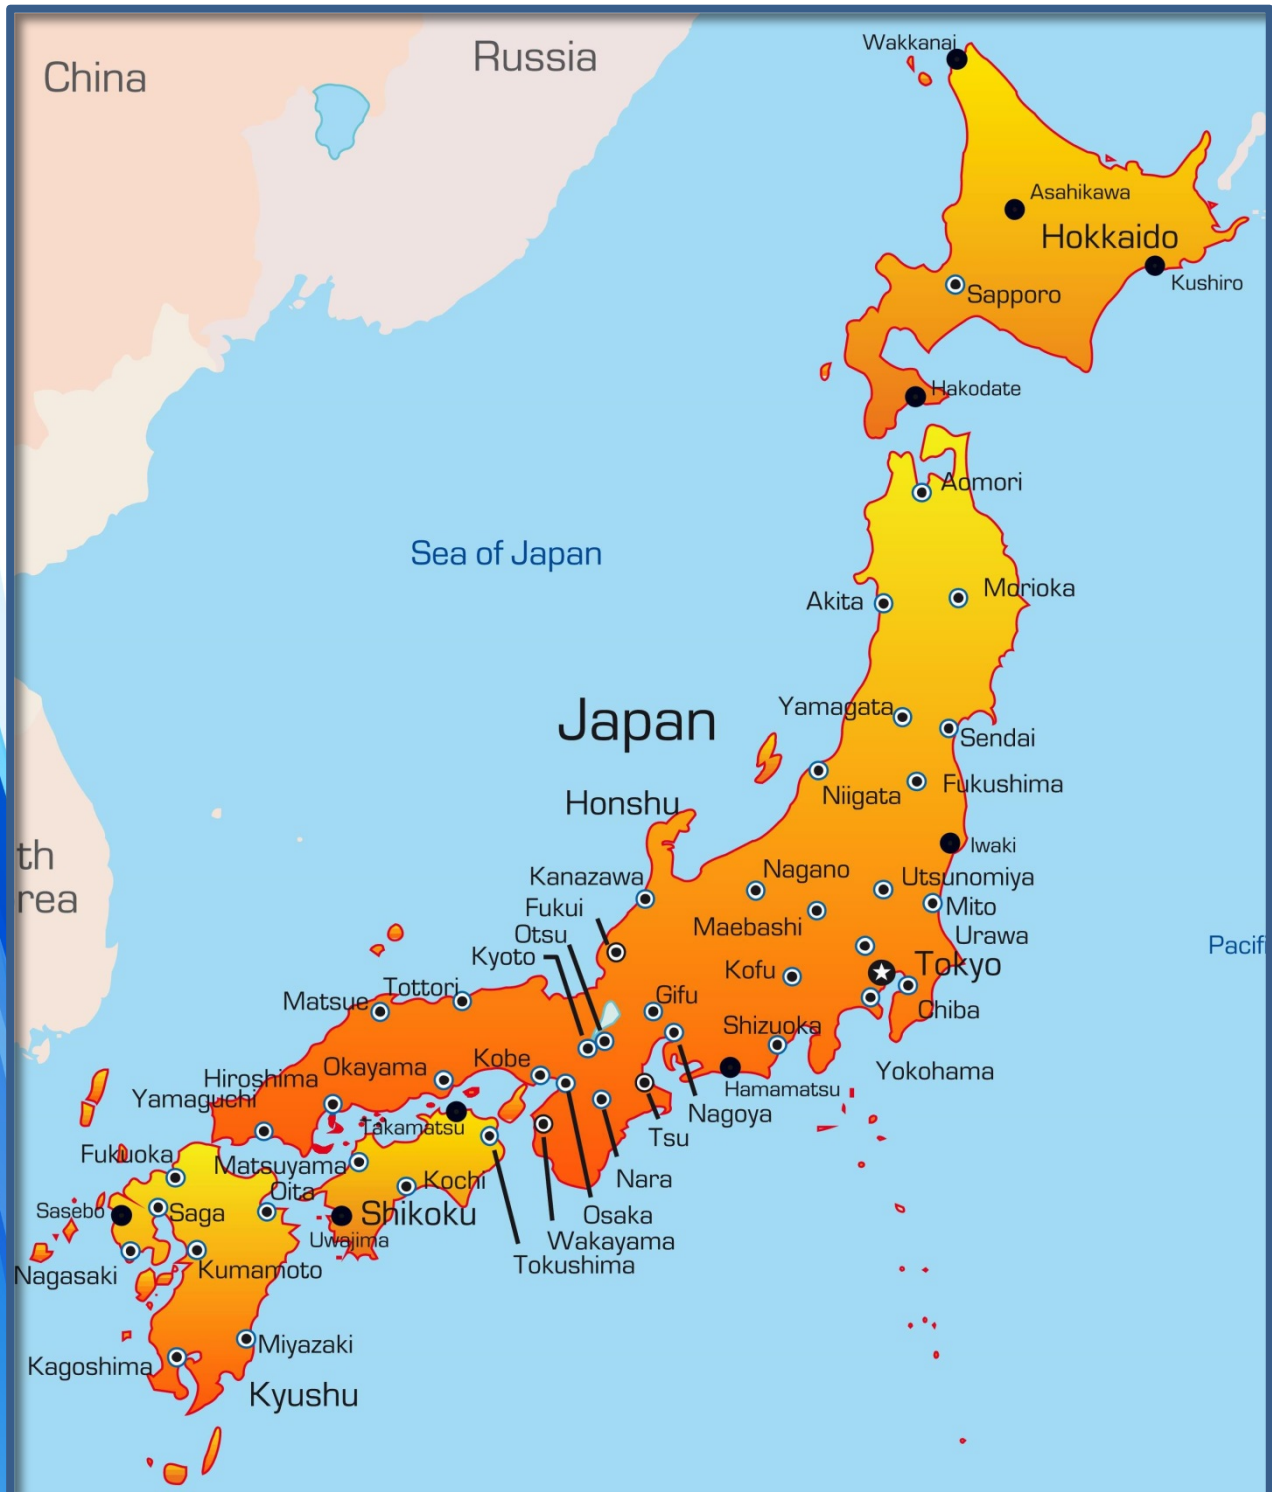 China
Russia
Wakkanai
Asahikawa
Hokkaido
Kushiro
Sapporo
Hakodate
Aomori
Sea of Japan
Akita
Morioka
Yamagata
Japan
Sendai
Niigata
Fukushima
Honshu
Iwaki
th
rea
Kanazawa
Nagano
Utsunomiya
Fukui
Mito
Maebashi
Otsu
Urawa
Kyoto
Pacifi
Kofu
Tokyo
Tottori
Matsue
Gifu
Chiba
Shizuoka
Kobe
Okayama
Hiroshima
Yokohama
Hamamatsu
Yamaguchi
Nagoya
Takamatsu
Tsu
Fukuoka
Matsuyama
Nara
Kochi
Oita
Sasebo
Saga
Shikoku
Osaka
Uwajima
Wakayama
Tokushima
Nagasaki
Kumamoto
Miyazaki
Kagoshima
Kyushu